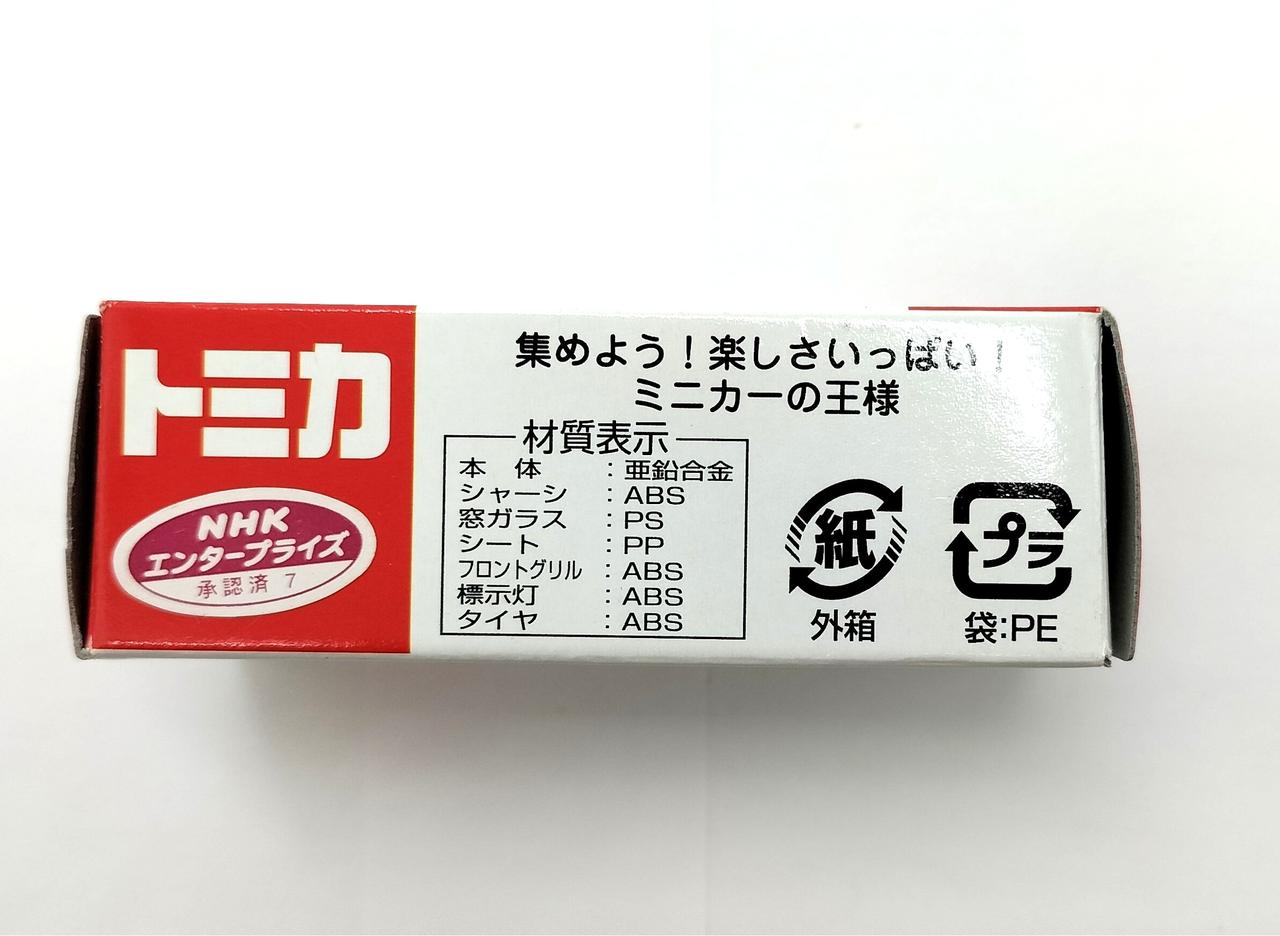 トミカ
NHK
エンタープライズ
承認済 7
集めよう！楽しさいっぱい！
ミニカーの王様
材質表示
本　体　：亜鉛合金
シャーシ　：ABS
窓ガラス　：PS
シート　：PP
フロントグリル：ABS
標示灯　：ABS
タイヤ　：ABS
紙
外箱
プラ
袋：PE